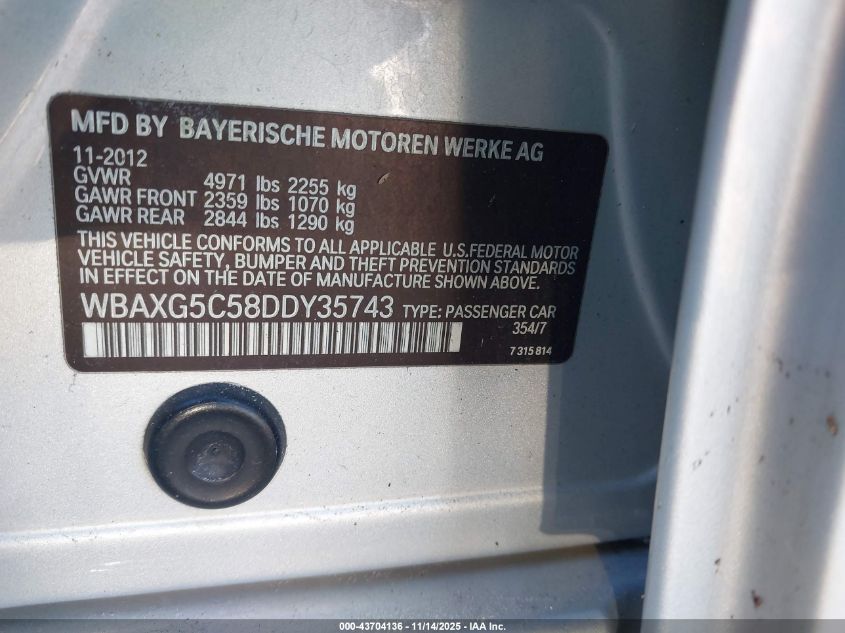 MFD BY BAYERISCHE MOTOREN WERKE AG
11-2012
GVWR 4971 lbs 2255 kg
GAWR FRONT 2359 lbs 1070 kg
GAWR REAR 2844 lbs 1290 kg
THIS VEHICLE CONFORMS TO ALL APPLICABLE U.S.FEDERAL MOTOR
VEHICLE SAFETY, BUMPER AND THEFT PREVENTION STANDARDS
IN EFFECT ON THE DATE OF MANUFACTURE SHOWN ABOVE.
WBAXG5C58DDY35743 TYPE: PASSENGER CAR
354/7
7 315 814
000-43704136 - 11/14/2025 - IAA Inc.